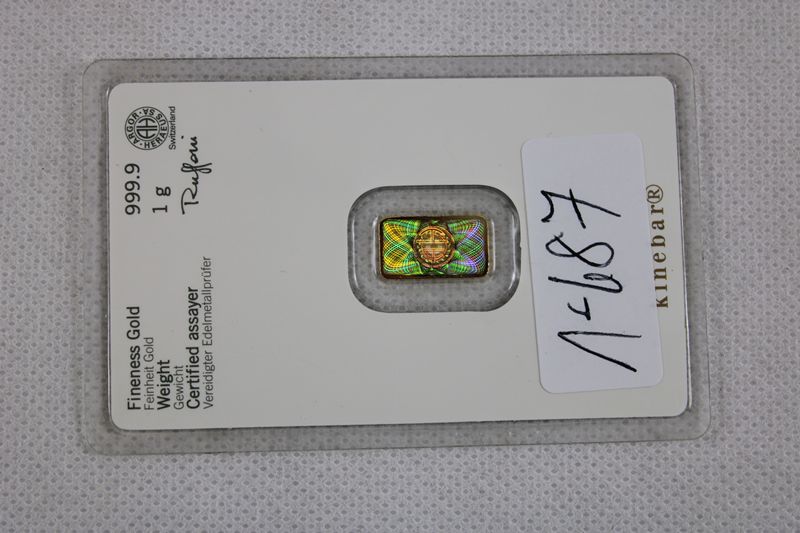 ARGOR·HERAEUS SA
Switzerland
Fineness Gold 999.9
Feinheit Gold
Weight 1 g
Gewicht
Certified assayer
Vereidigter Edelmetallprüfer
kinebar®
1-687